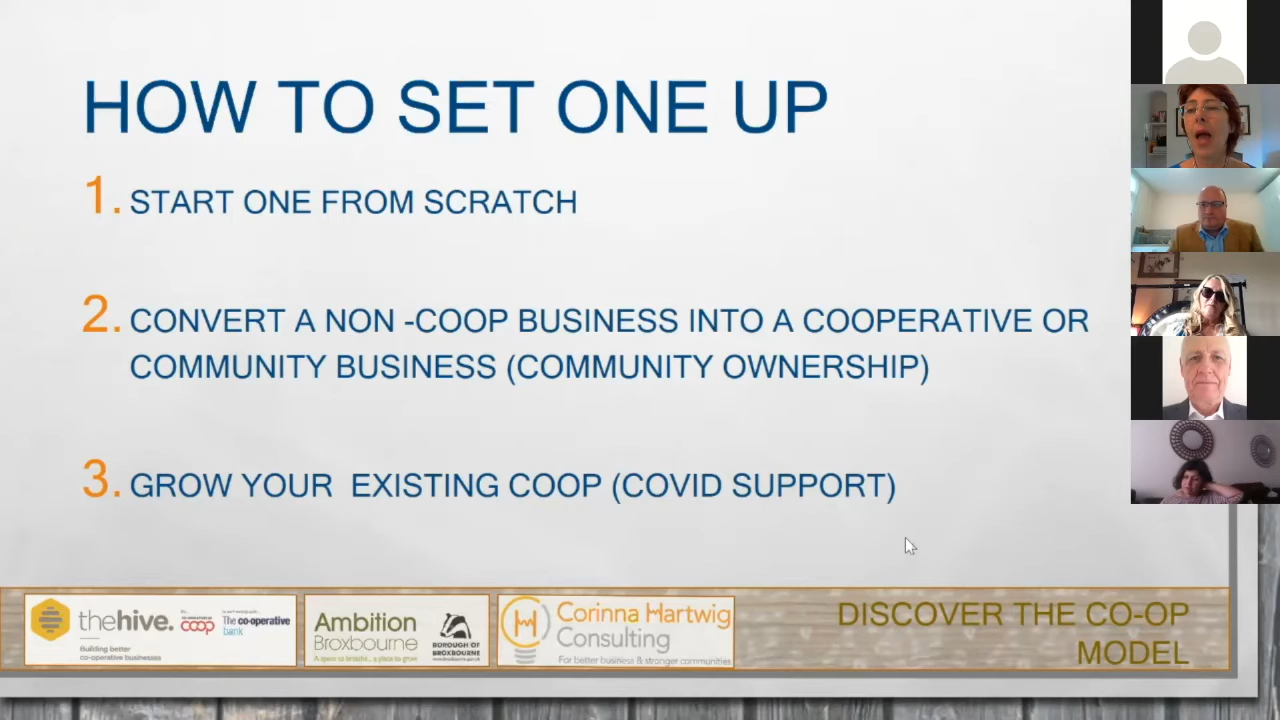 HOW TO SET ONE UP
1. START ONE FROM SCRATCH
2. CONVERT A NON -COOP BUSINESS INTO A COOPERATIVE OR
COMMUNITY BUSINESS (COMMUNITY OWNERSHIP)
3. GROW YOUR EXISTING COOP (COVID SUPPORT)
thehive.
Building better
co-operative businesses
coop
The co-operative
bank
Ambition
Broxbourne
BOROUGH OF
BROXBOURNE
Corinna Hartwig
Consulting
For better business & stronger communities
DISCOVER THE CO-OP
MODEL